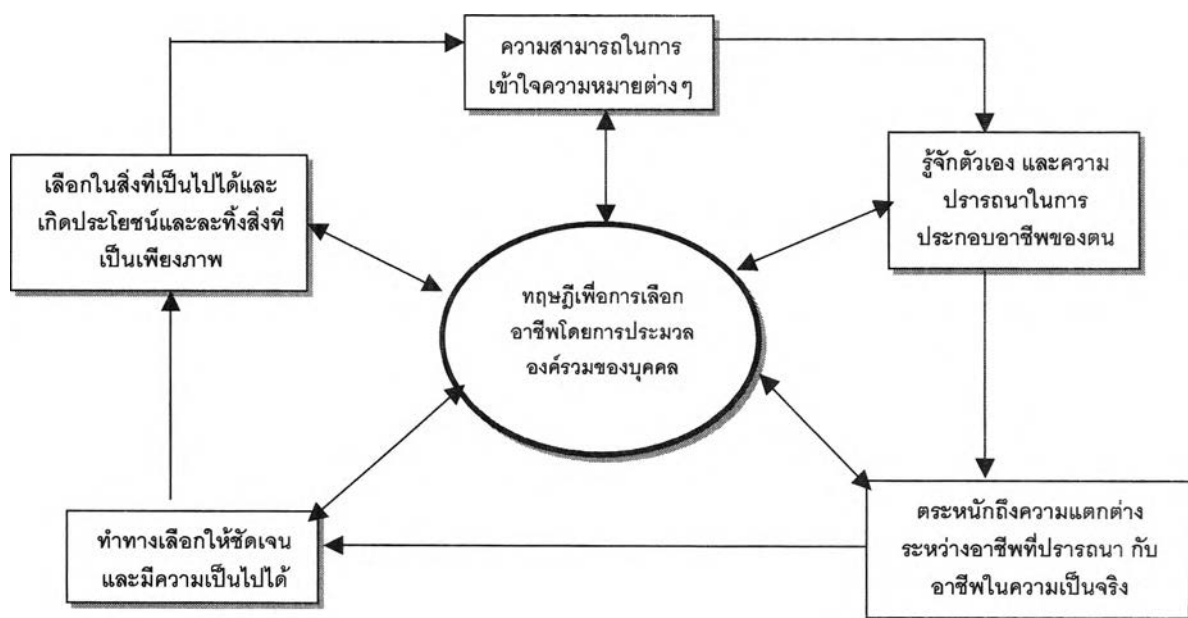 ความสามารถในการ
เข้าใจความหมายต่างๆ
รู้จักตัวเอง และความ
ปรารถนาในการ
ประกอบอาชีพของตน
เลือกในสิ่งที่เป็นไปได้และ
เกิดประโยชน์และละทิ้งสิ่งที่
เป็นเพียงภาพ
ทฤษฎีเพื่อการเลือก
อาชีพโดยการประมวล
องค์รวมของบุคคล
ตระหนักถึงความแตกต่าง
ระหว่างอาชีพที่ปรารถนา กับ
อาชีพในความเป็นจริง
ทำทางเลือกให้ชัดเจน
และมีความเป็นไปได้